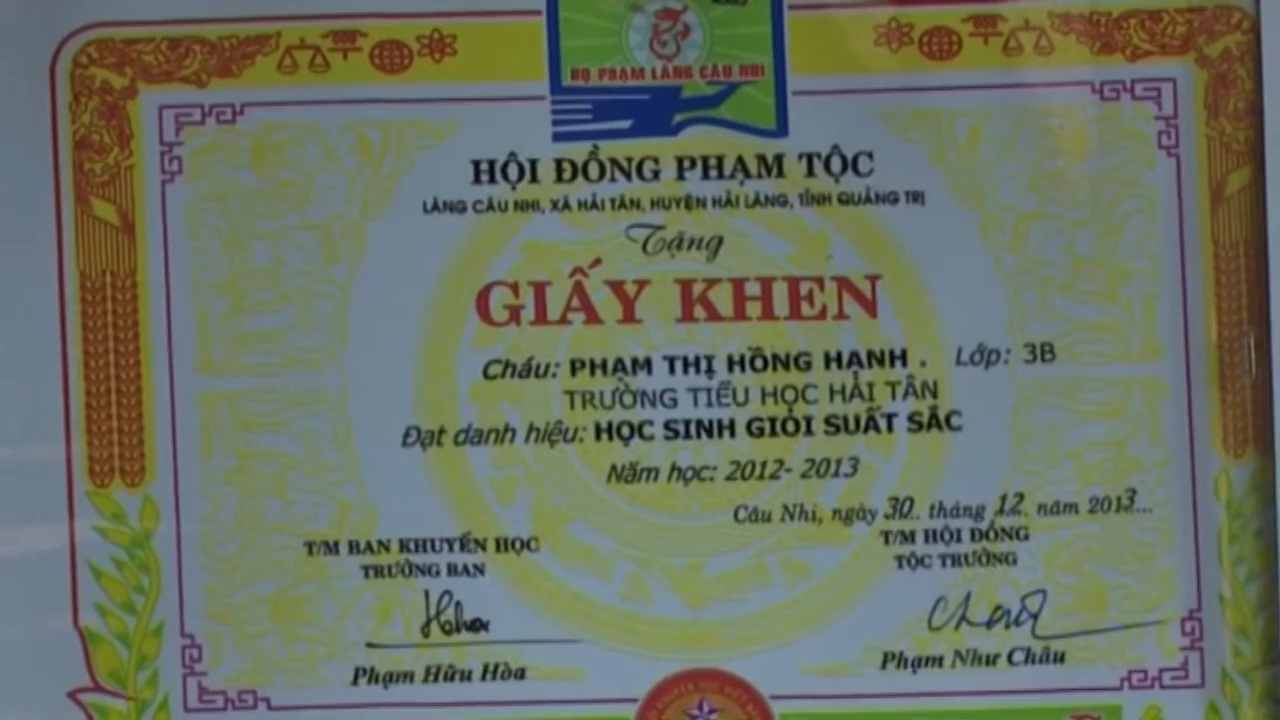 HỌ PHẠM LÀNG CÂU NHI
HỘI ĐỒNG PHẠM TỘC
LÀNG CÂU NHI, XÃ HẢI TÂN, HUYỆN HẢI LĂNG, TỈNH QUẢNG TRỊ
Tặng
GIẤY KHEN
Cháu: PHẠM THỊ HỒNG HẠNH . Lớp: 3B
TRƯỜNG TIỂU HỌC HẢI TÂN
Đạt danh hiệu: HỌC SINH GIỎI SUẤT SẮC
Năm học: 2012- 2013
Câu Nhi, ngày 30.. tháng 12.. năm 2013...
T/M BAN KHUYẾN HỌC
TRƯỞNG BAN
T/M HỘI ĐỒNG
TỘC TRƯỞNG
Phạm Hữu Hòa
Phạm Như Châu